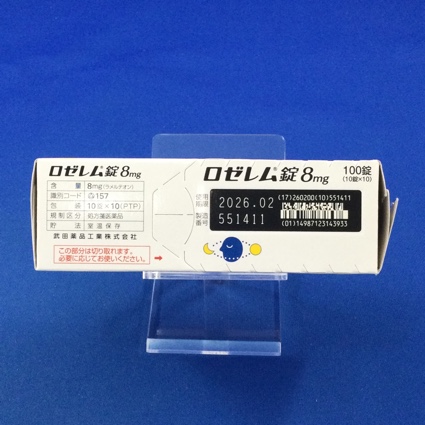 ロゼレム®錠8mg
含量 8mg(ラメルテオン)
識別コード 157
包装 10錠×10(PTP)
規制区分 処方箋医薬品
貯法 室温保存
武田薬品工業株式会社
この部分は切り取れます。
必要に応じてお使いください。
ロゼレム®錠8mg
100錠
(10錠×10)
使用期限 2026.02
製造番号 551411
(17)260200(10)551411
(01)14987123143933